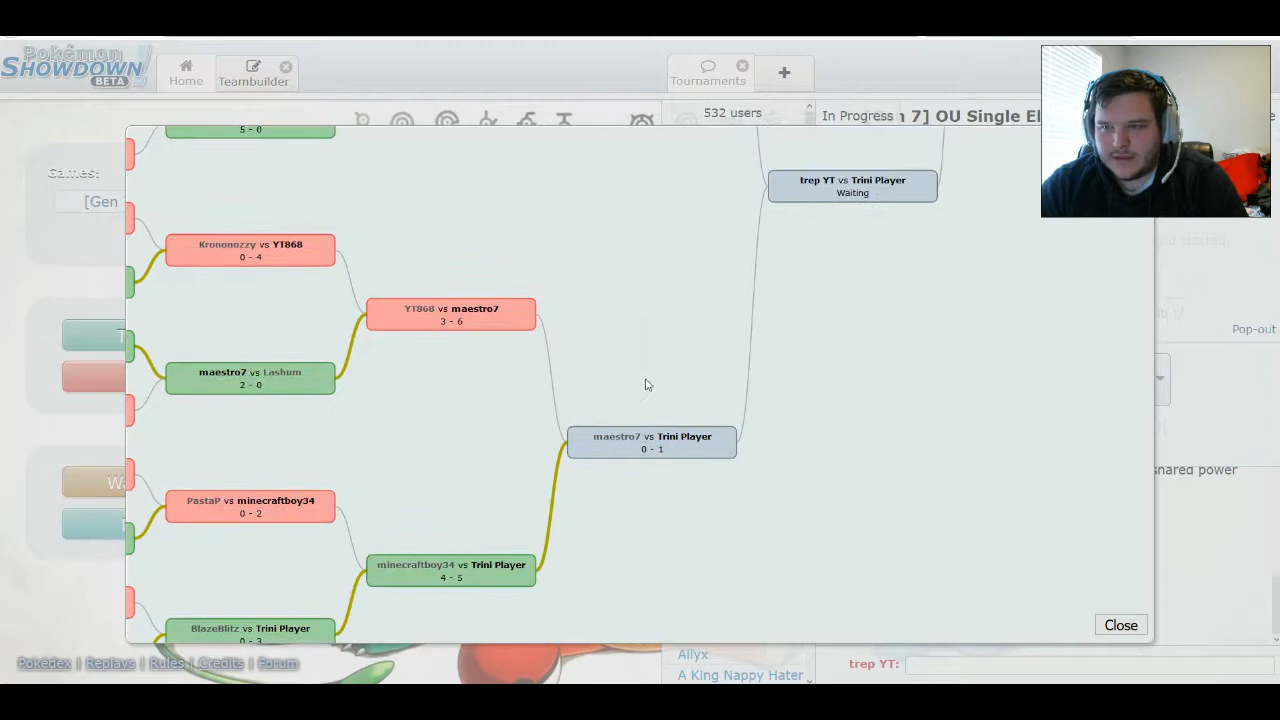 Pokémon
SHOWDOWN!
BETA
Home
Teambuilder
Tournaments
532 users
In Progress
7] OU Single El
Games:
[Gen
5 - 0
Krononozzy vs YT868
0 - 4
YT868 vs maestro7
3 - 6
maestro7 vs Lashum
2 - 0
trep YT vs Trini Player
Waiting
maestro7 vs Trini Player
0 - 1
PastaP vs minecraftboy34
0 - 2
minecraftboy34 vs Trini Player
4 - 5
BlazeBlitz vs Trini Player
0 - 3
Pop-out
shared power
Close
Pokédex | Replays | Rules | Credits | Forum
Allyx
A King Nappy Hater
trep YT: